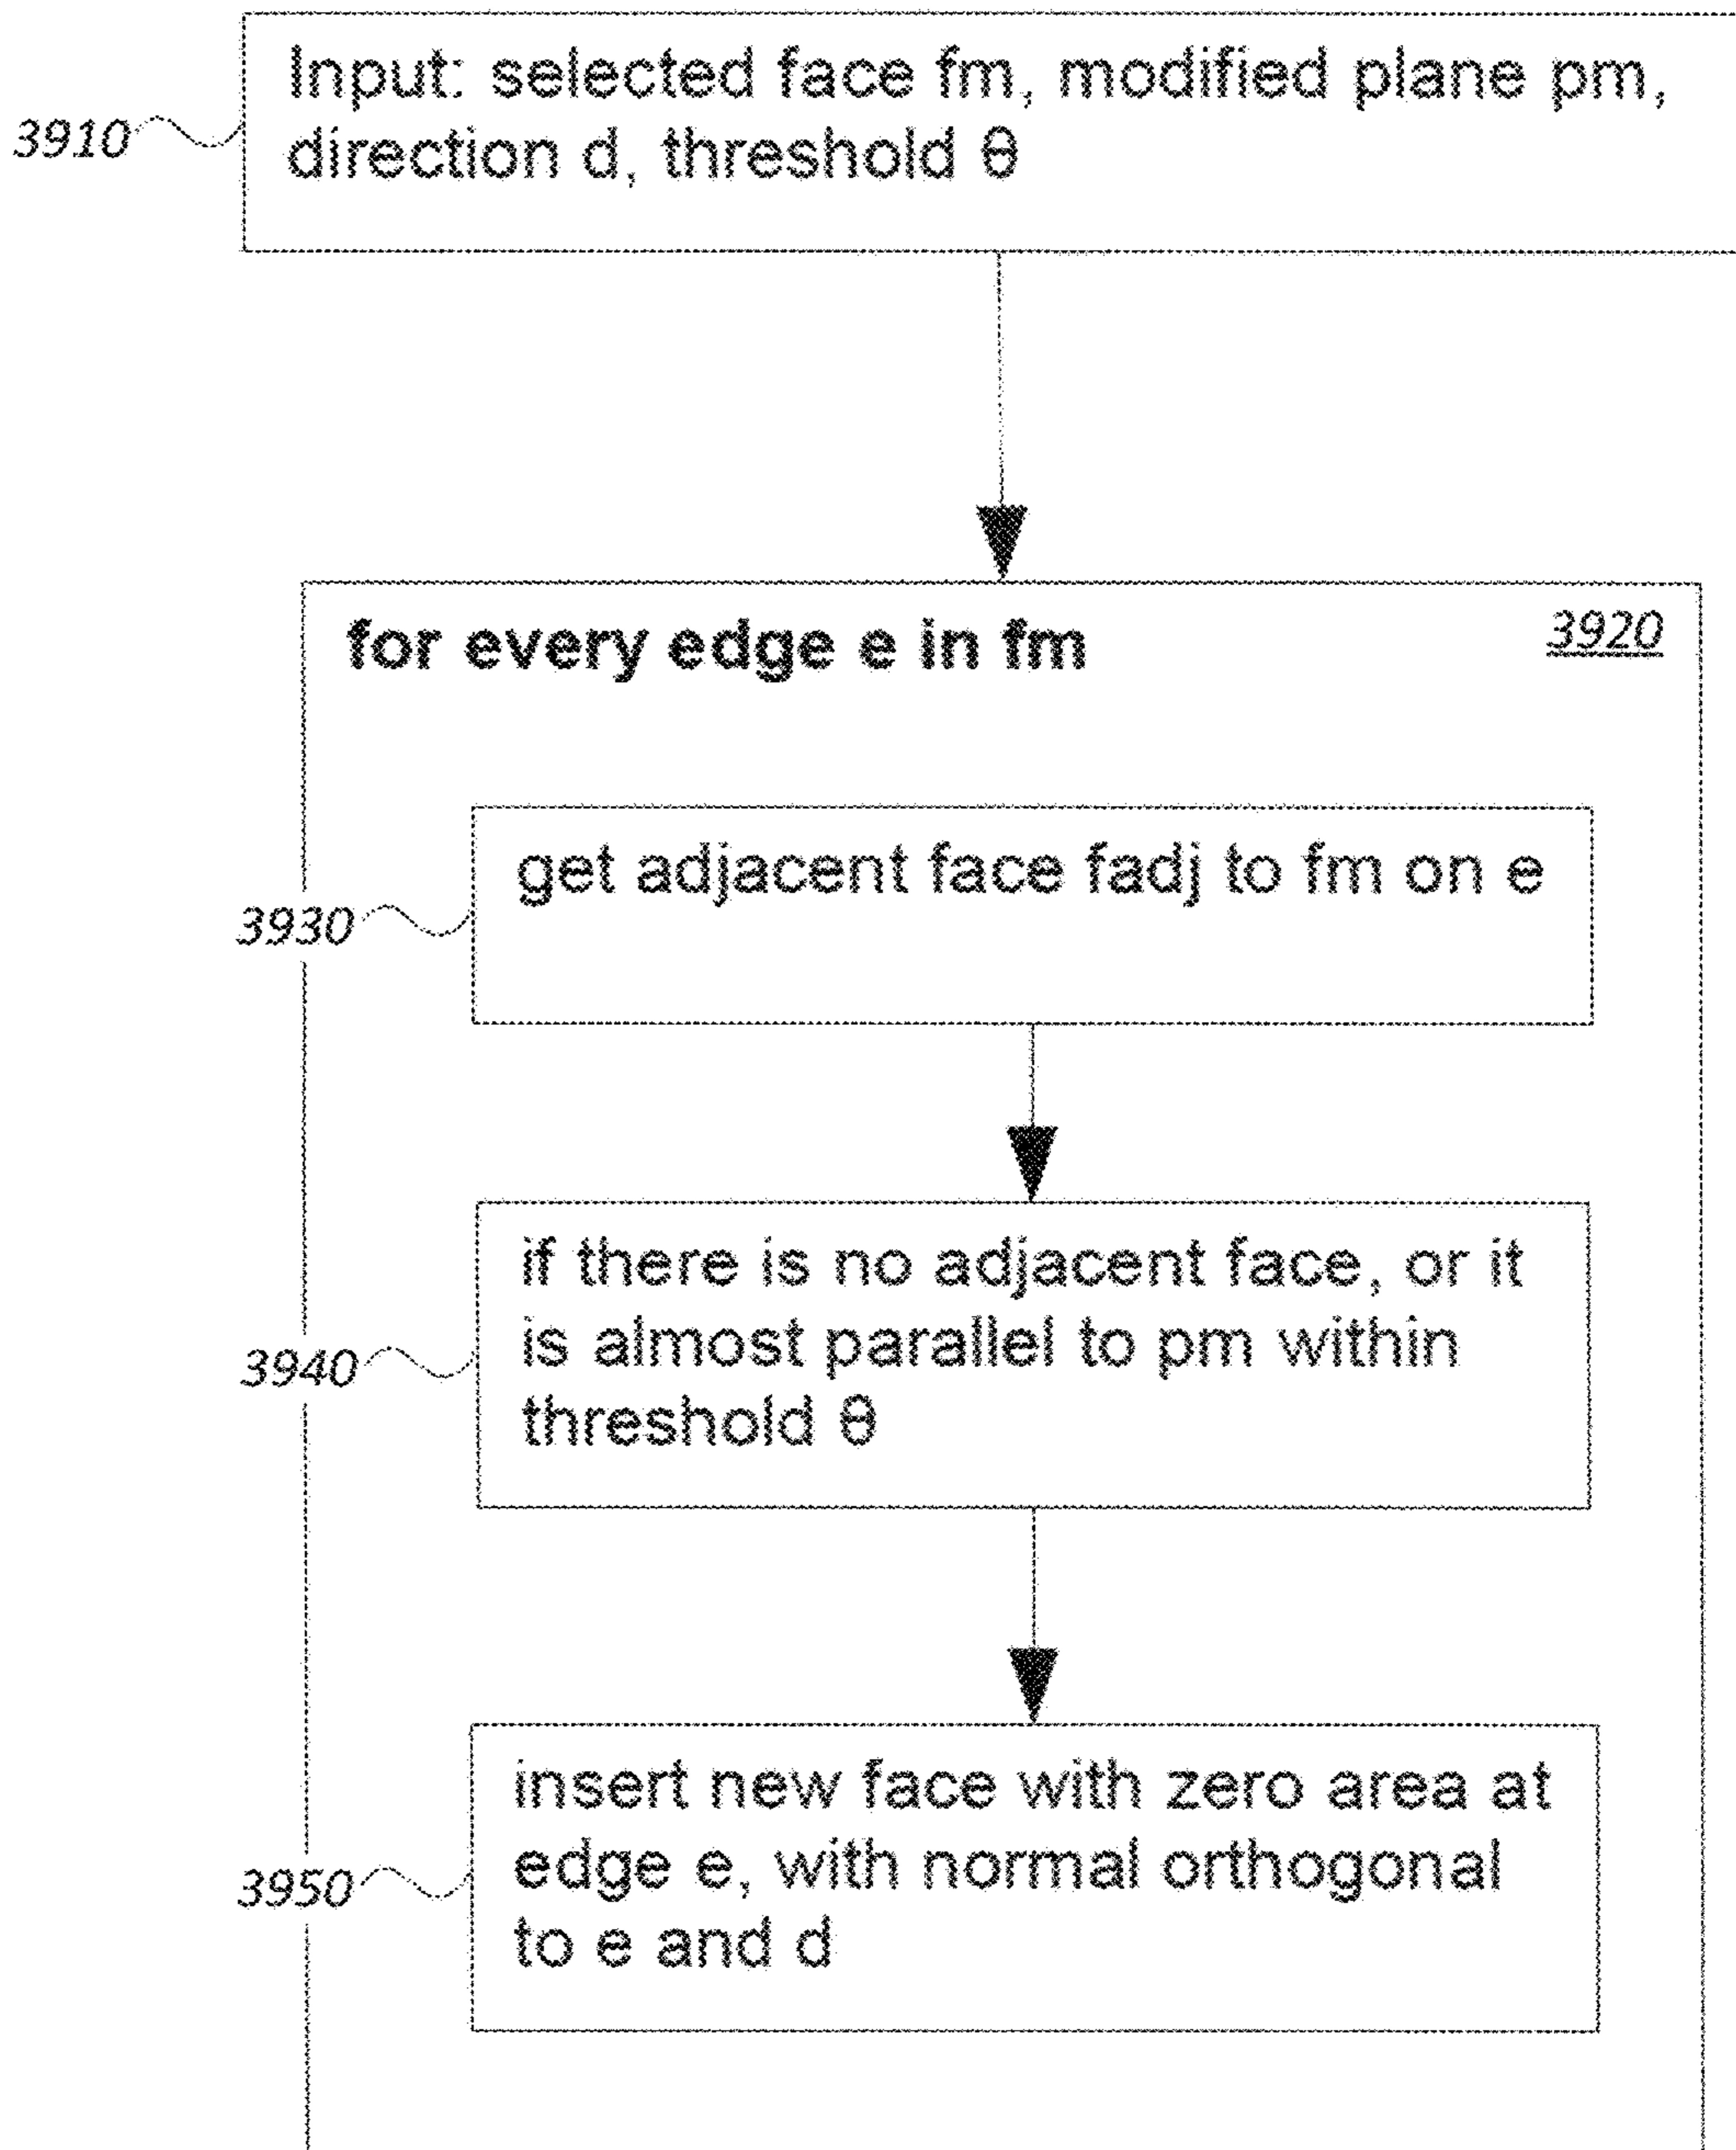 Input: selected face fm, modified plane pm,
3910
direction d, threshold θ
for every edge e in fm
3920
get adjacent face fadj to fm on e
3930
if there is no adjacent face, or it
is almost parallel to pm within
3940
threshold θ
insert new face with zero area at
edge e, with normal orthogonal
3950
to e and d